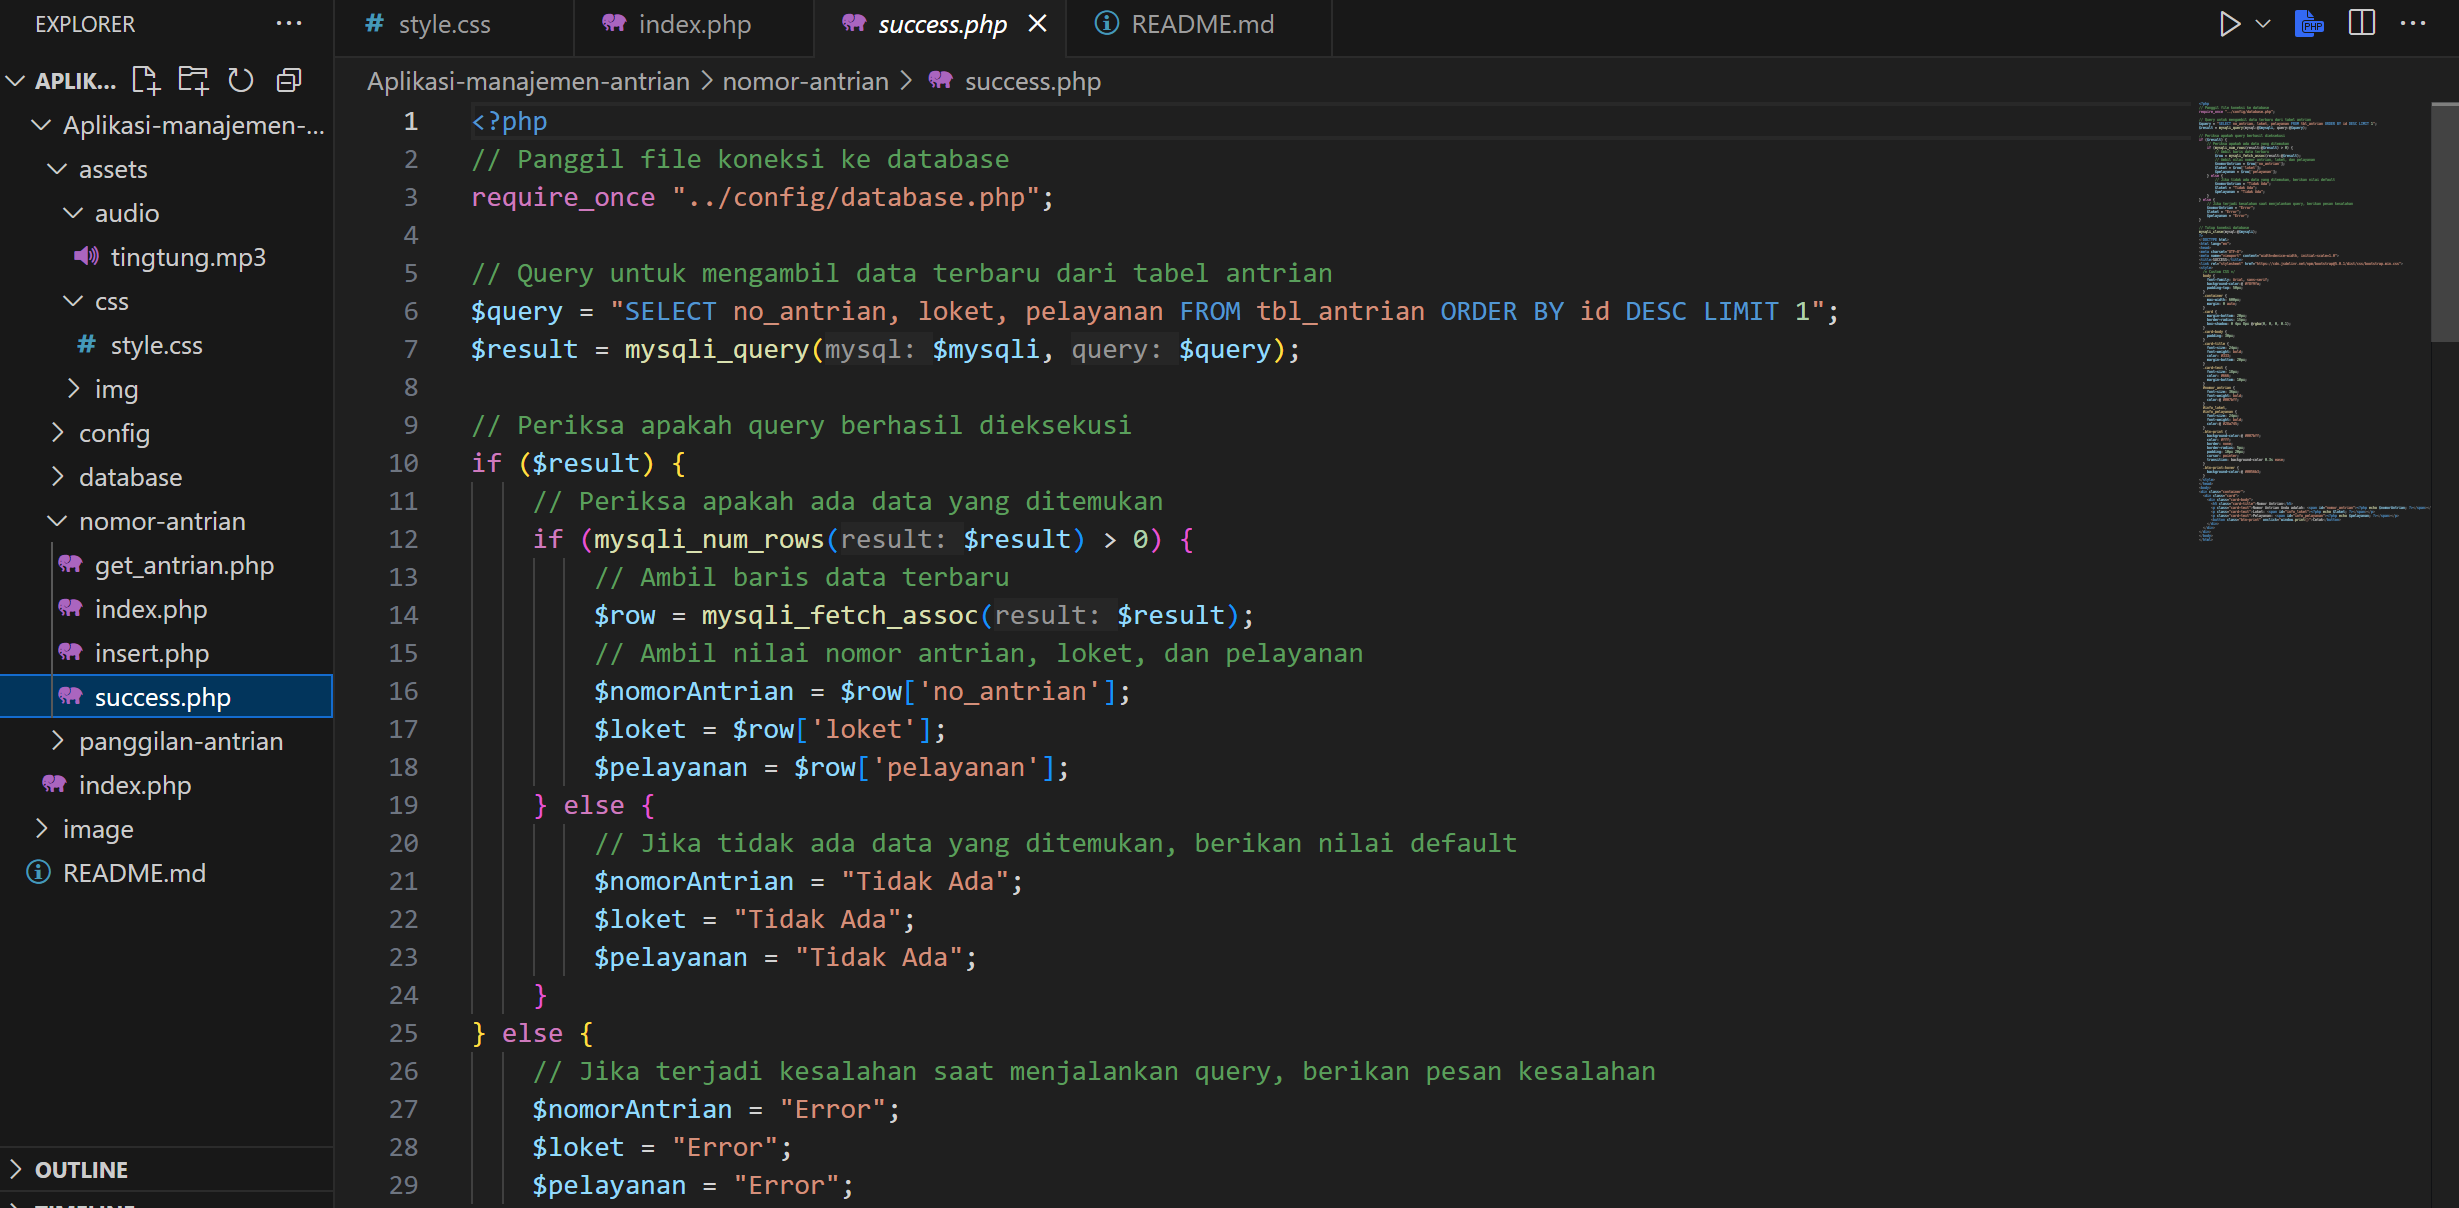 EXPLORER
APLIK...
Aplikasi-manajemen-...
assets
audio
tingtung.mp3
css
style.css
img
config
database
nomor-antrian
get_antrian.php
index.php
insert.php
success.php
panggilan-antrian
index.php
image
README.md
OUTLINE
TIMELINE
style.css
index.php
success.php
README.md
Aplikasi-manajemen-antrian > nomor-antrian > success.php
1 <?php
2 // Panggil file koneksi ke database
3 require_once "../config/database.php";
4
5 // Query untuk mengambil data terbaru dari tabel antrian
6 $query = "SELECT no_antrian, loket, pelayanan FROM tbl_antrian ORDER BY id DESC LIMIT 1";
7 $result = mysqli_query(mysql: $mysqli, query: $query);
8
9 // Periksa apakah query berhasil dieksekusi
10 if ($result) {
11 // Periksa apakah ada data yang ditemukan
12 if (mysqli_num_rows(result: $result) > 0) {
13 // Ambil baris data terbaru
14 $row = mysqli_fetch_assoc(result: $result);
15 // Ambil nilai nomor antrian, loket, dan pelayanan
16 $nomorAntrian = $row['no_antrian'];
17 $loket = $row['loket'];
18 $pelayanan = $row['pelayanan'];
19 } else {
20 // Jika tidak ada data yang ditemukan, berikan nilai default
21 $nomorAntrian = "Tidak Ada";
22 $loket = "Tidak Ada";
23 $pelayanan = "Tidak Ada";
24 }
25 } else {
26 // Jika terjadi kesalahan saat menjalankan query, berikan pesan kesalahan
27 $nomorAntrian = "Error";
28 $loket = "Error";
29 $pelayanan = "Error";